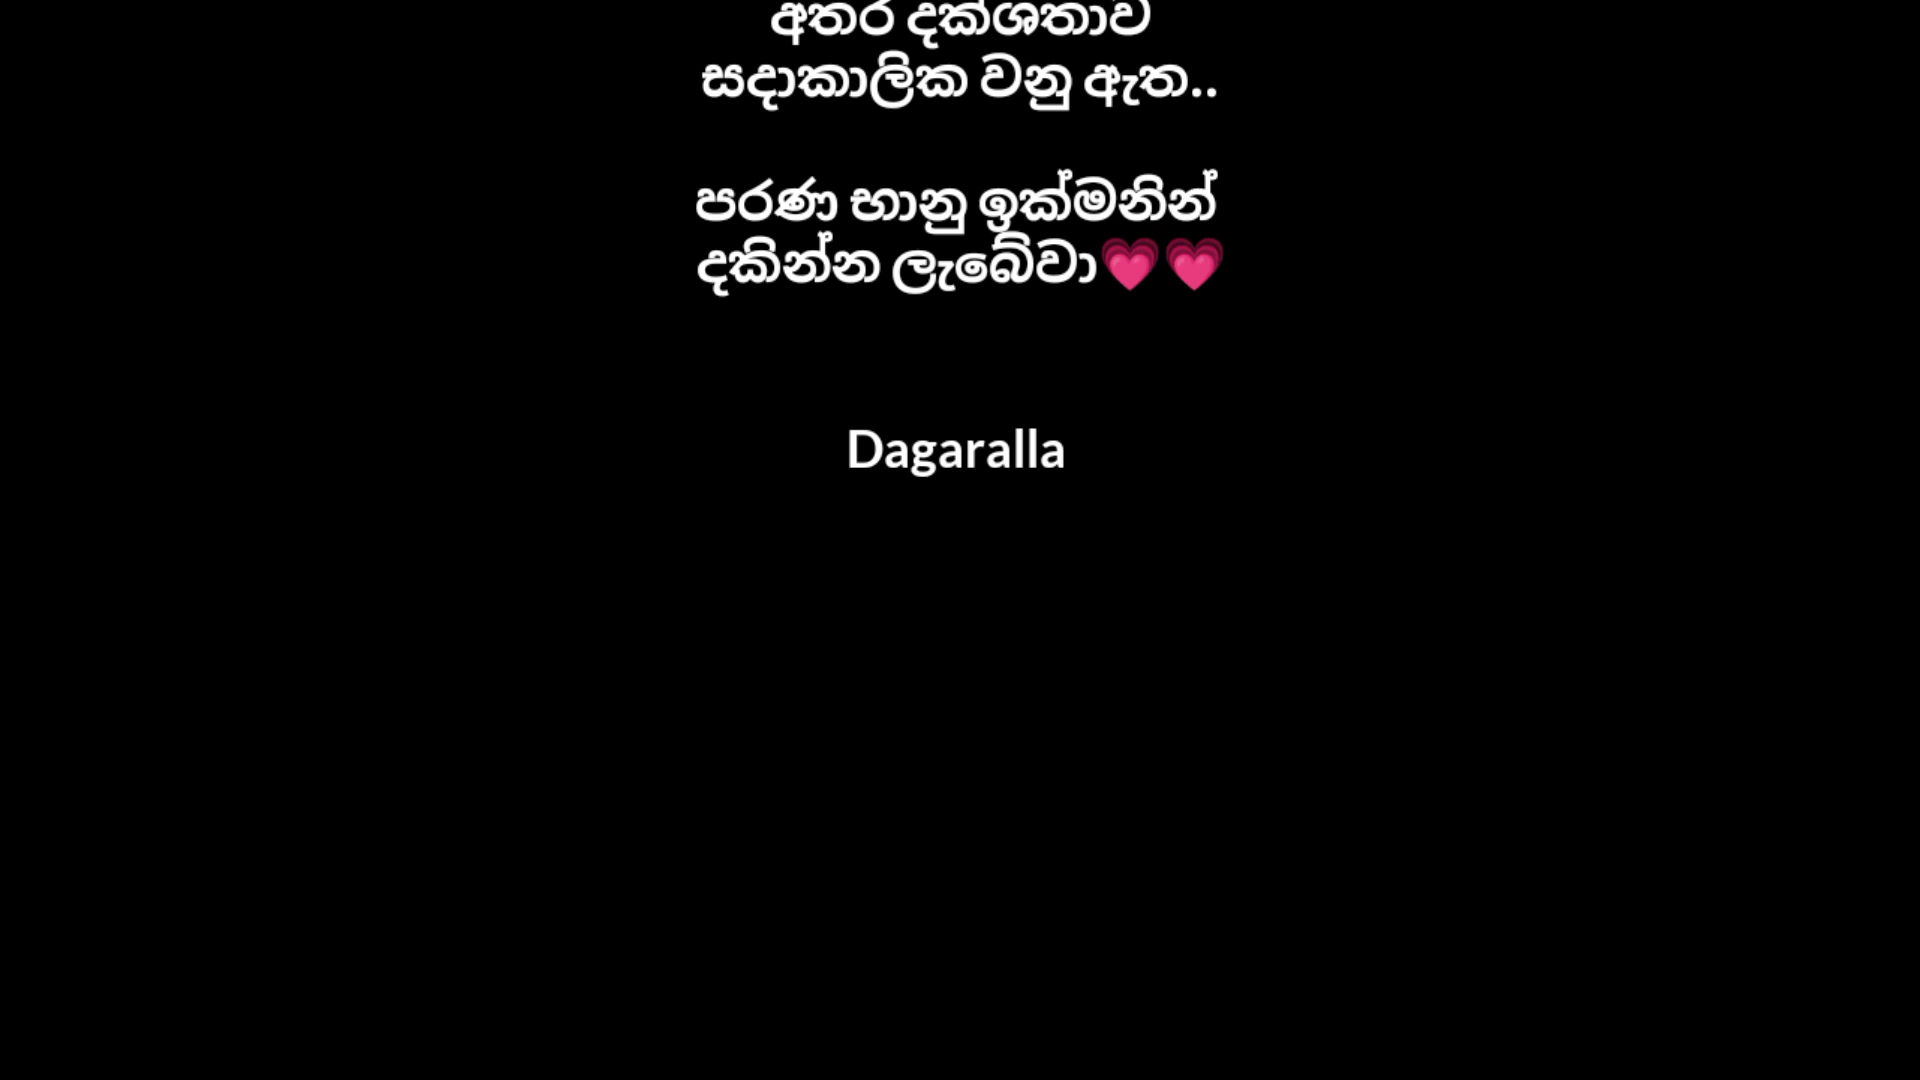 අතර දක්ශතාව
සදාකාලික වනු ඇත..
පරණ භානු ඉක්මනින්
දකින්න ලැබේවා💗💗
Dagaralla